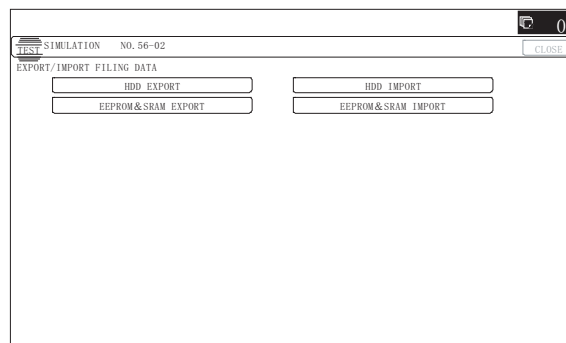 0
TEST SIMULATION NO. 56-02
CLOSE
EXPORT/IMPORT FILING DATA
HDD EXPORT HDD IMPORT
EEPROM&SRAM EXPORT EEPROM&SRAM IMPORT